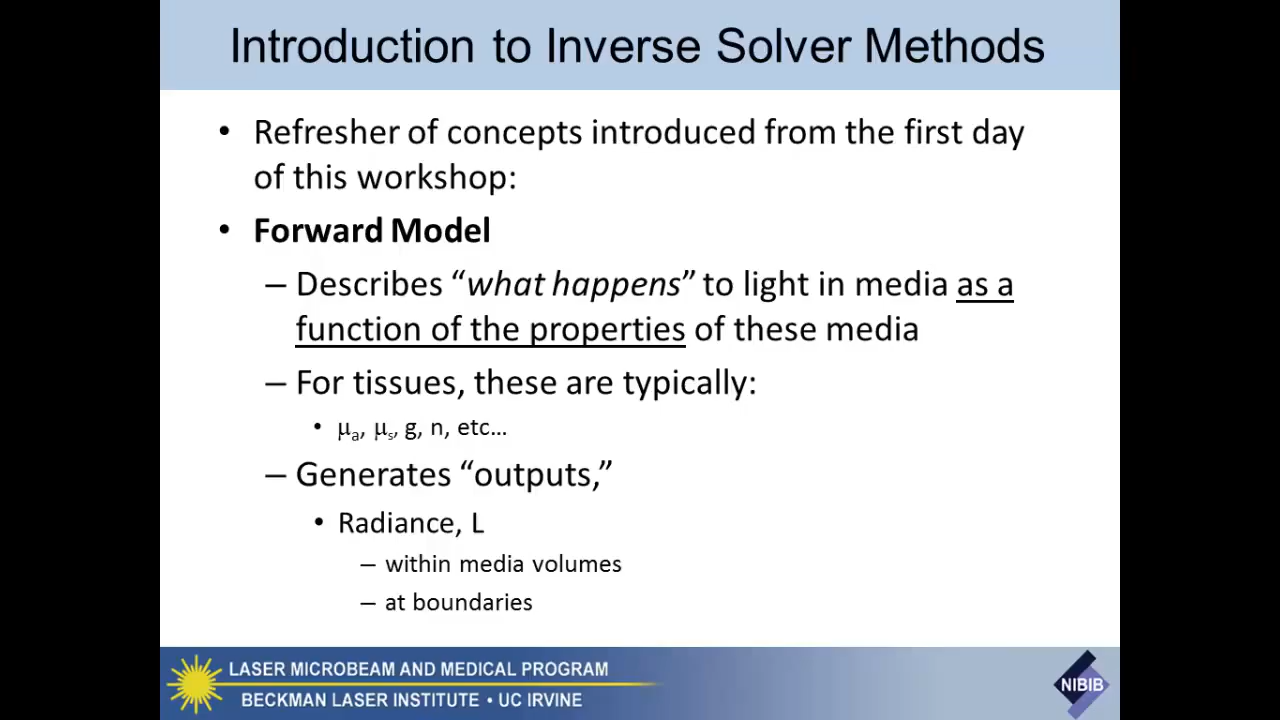 Introduction to Inverse Solver Methods
• Refresher of concepts introduced from the first day
of this workshop:
• Forward Model
– Describes “what happens” to light in media as a
function of the properties of these media
– For tissues, these are typically:
• μa, μs, g, n, etc…
– Generates “outputs,”
• Radiance, L
– within media volumes
– at boundaries
LASER MICROBEAM AND MEDICAL PROGRAM
BECKMAN LASER INSTITUTE • UC IRVINE
NIBIB